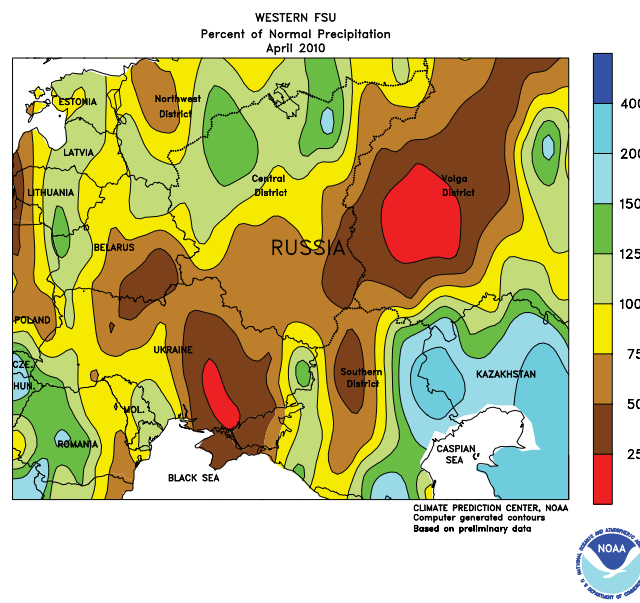 WESTERN FSU
Percent of Normal Precipitation
April 2010
ESTONIA
Northwest
District
LATVIA
Central
District
Volga
District
LITHUANIA
BELARUS
RUSSIA
POLAND
UKRAINE
CZE.
HUN.
Southern
District
KAZAKHSTAN
MOL.
ROMANIA
CASPIAN
SEA
BLACK SEA
400
200
150
125
100
75
50
25
CLIMATE PREDICTION CENTER, NOAA
Computer generated contours
Based on preliminary data
NOAA